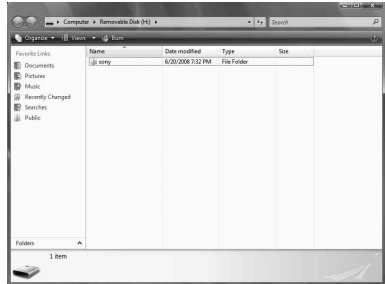 Computer ▸ Removable Disk (H:) ▸ Search
Organize Views Burn
Favorite Links Name Date modified Type Size
sony 6/20/2008 7:32 PM File Folder
Documents
Pictures
Music
Recently Changed
Searches
Public
Folders
1 item